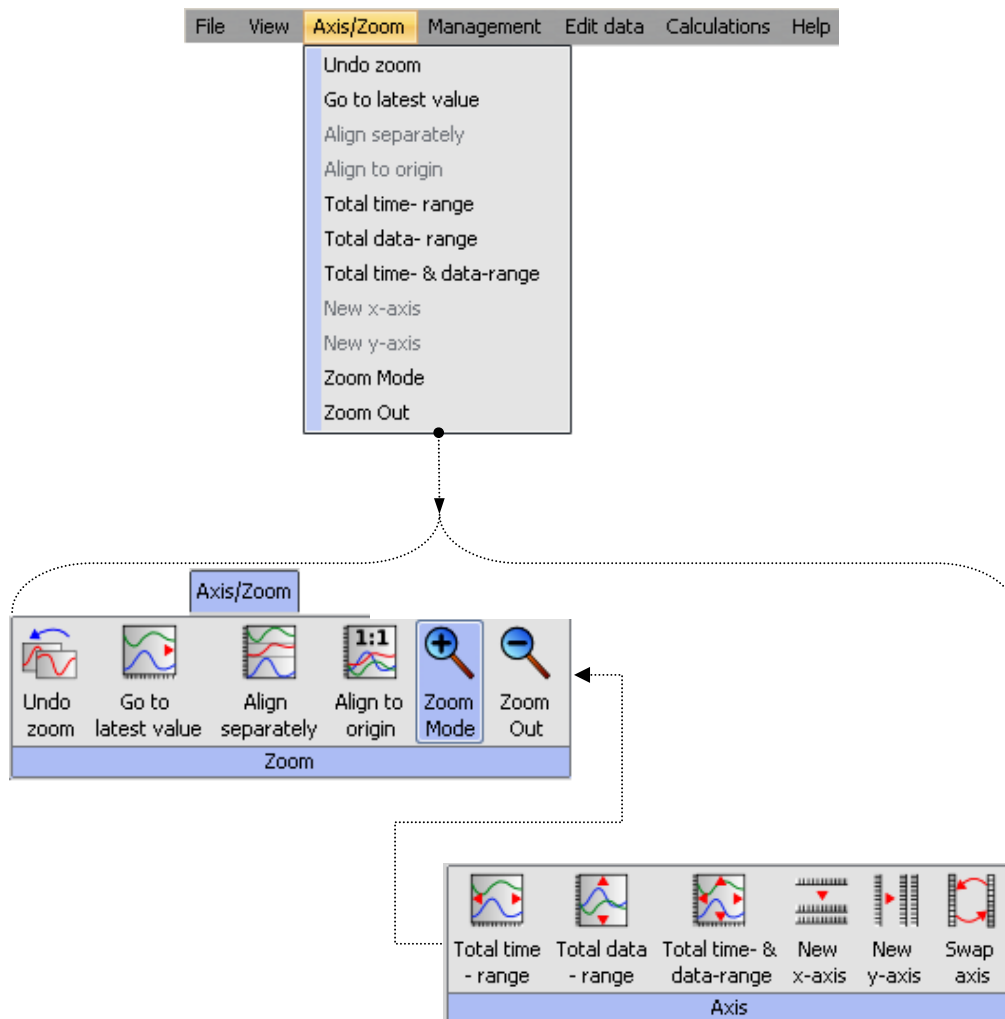 File View Axis/Zoom Management Edit data Calculations Help
Undo zoom
Go to latest value
Align separately
Align to origin
Total time- range
Total data- range
Total time- & data-range
New x-axis
New y-axis
Zoom Mode
Zoom Out
Axis/Zoom
1:1
Undo zoom
Go to latest value
Align separately
Align to origin
Zoom Mode
Zoom Out
Zoom
Total time - range
Total data - range
Total time- & data-range
New x-axis
New y-axis
Swap axis
Axis